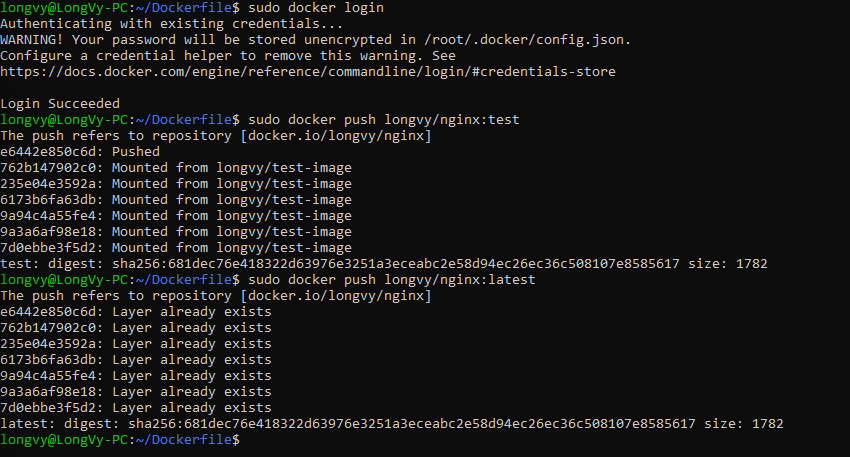 longvy@LongVy-PC:~/Dockerfile$ sudo docker login
Authenticating with existing credentials...
WARNING! Your password will be stored unencrypted in /root/.docker/config.json.
Configure a credential helper to remove this warning. See
https://docs.docker.com/engine/reference/commandline/login/#credentials-store
Login Succeeded
longvy@LongVy-PC:~/Dockerfile$ sudo docker push longvy/nginx:test
The push refers to repository [docker.io/longvy/nginx]
e6442e850c6d: Pushed
762b147902c0: Mounted from longvy/test-image
235e04e3592a: Mounted from longvy/test-image
6173b6fa63db: Mounted from longvy/test-image
9a94c4a55fe4: Mounted from longvy/test-image
9a3a6af98e18: Mounted from longvy/test-image
7d0ebbe3f5d2: Mounted from longvy/test-image
test: digest: sha256:681dec76e418322d63976e3251a3eceabc2e58d94ec26ec36c508107e8585617 size: 1782
longvy@LongVy-PC:~/Dockerfile$ sudo docker push longvy/nginx:latest
The push refers to repository [docker.io/longvy/nginx]
e6442e850c6d: Layer already exists
762b147902c0: Layer already exists
235e04e3592a: Layer already exists
6173b6fa63db: Layer already exists
9a94c4a55fe4: Layer already exists
9a3a6af98e18: Layer already exists
7d0ebbe3f5d2: Layer already exists
latest: digest: sha256:681dec76e418322d63976e3251a3eceabc2e58d94ec26ec36c508107e8585617 size: 1782
longvy@LongVy-PC:~/Dockerfile$